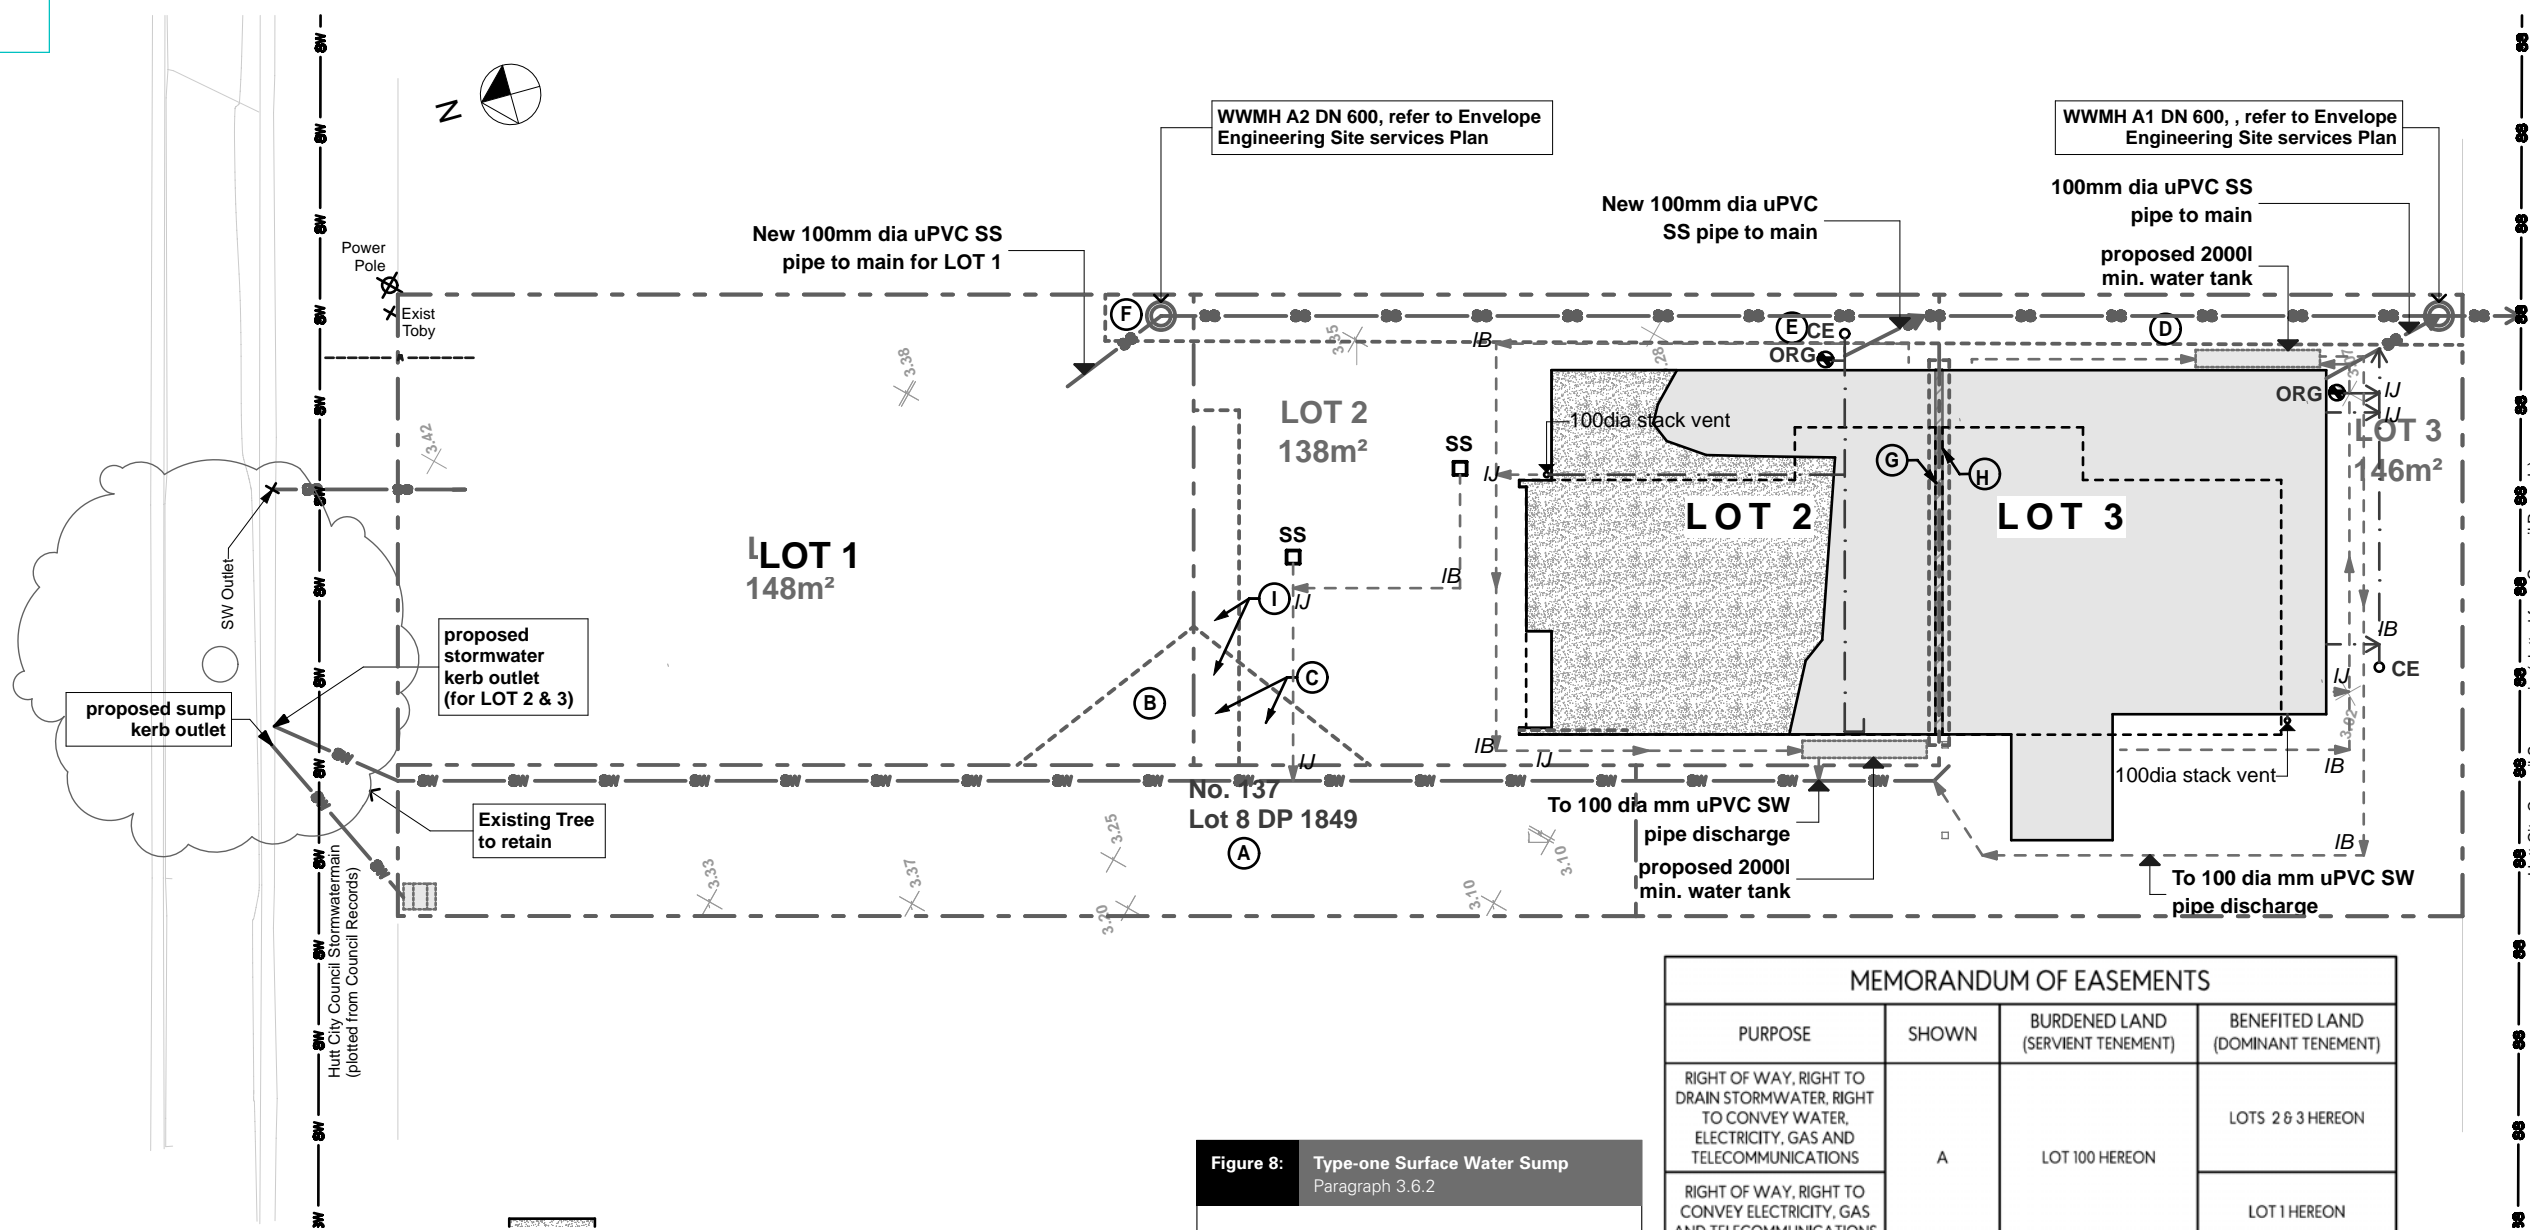 N
WWMH A2 DN 600, refer to Envelope
Engineering Site services Plan
WWMH A1 DN 600, , refer to Envelope
Engineering Site services Plan
100mm dia uPVC SS
pipe to main
New 100mm dia uPVC
SS pipe to main
New 100mm dia uPVC SS
pipe to main for LOT 1
proposed 2000l
min. water tank
Power
Pole
Exist
Toby
F
E
CE
D
IB
ORG
ORG
IJ
IJ
3.35
.28
3.38
3.42
LOT 2
138m²
100dia stack vent
LOT 3
146m²
SS
IJ
G
H
LOT 2
LOT 3
SS
LOT 1
148m²
IB
I
IJ
SW Outlet
proposed
stormwater
kerb outlet
(for LOT 2 & 3)
C
B
IB
CE
IJ
3.02
proposed sump
kerb outlet
IB
IJ
IJ
IB
100dia stack vent
SW
SS
No. 137
Lot 8 DP 1849
A
Existing Tree
to retain
To 100 dia mm uPVC SW
pipe discharge
proposed 2000l
min. water tank
IB
To 100 dia mm uPVC SW
pipe discharge
3.33
3.37
3.25
3.20
3.10
3.10
Hutt City Council Stormwatermain
(plotted from Council Records)
MEMORANDUM OF EASEMENTS
PURPOSE
SHOWN
BURDENED LAND
(SERVIENT TENEMENT)
BENEFITED LAND
(DOMINANT TENEMENT)
RIGHT OF WAY, RIGHT TO
DRAIN STORMWATER, RIGHT
TO CONVEY WATER,
ELECTRICITY, GAS AND
TELECOMMUNICATIONS
A
LOT 100 HEREON
LOTS 2 & 3 HEREON
RIGHT OF WAY, RIGHT TO
CONVEY ELECTRICITY, GAS
AND TELECOMMUNICATIONS
LOT 1 HEREON
Figure 8:
Type-one Surface Water Sump
Paragraph 3.6.2